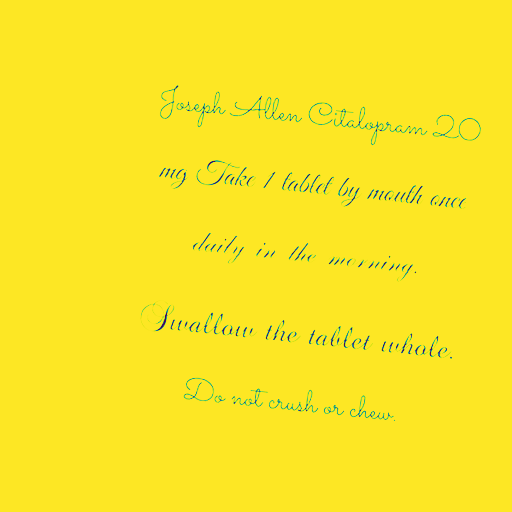 Joseph Allen Citalopram 20
mg Take 1 tablet by mouth once
daily in the morning.
Swallow the tablet whole.
Do not crush or chew.